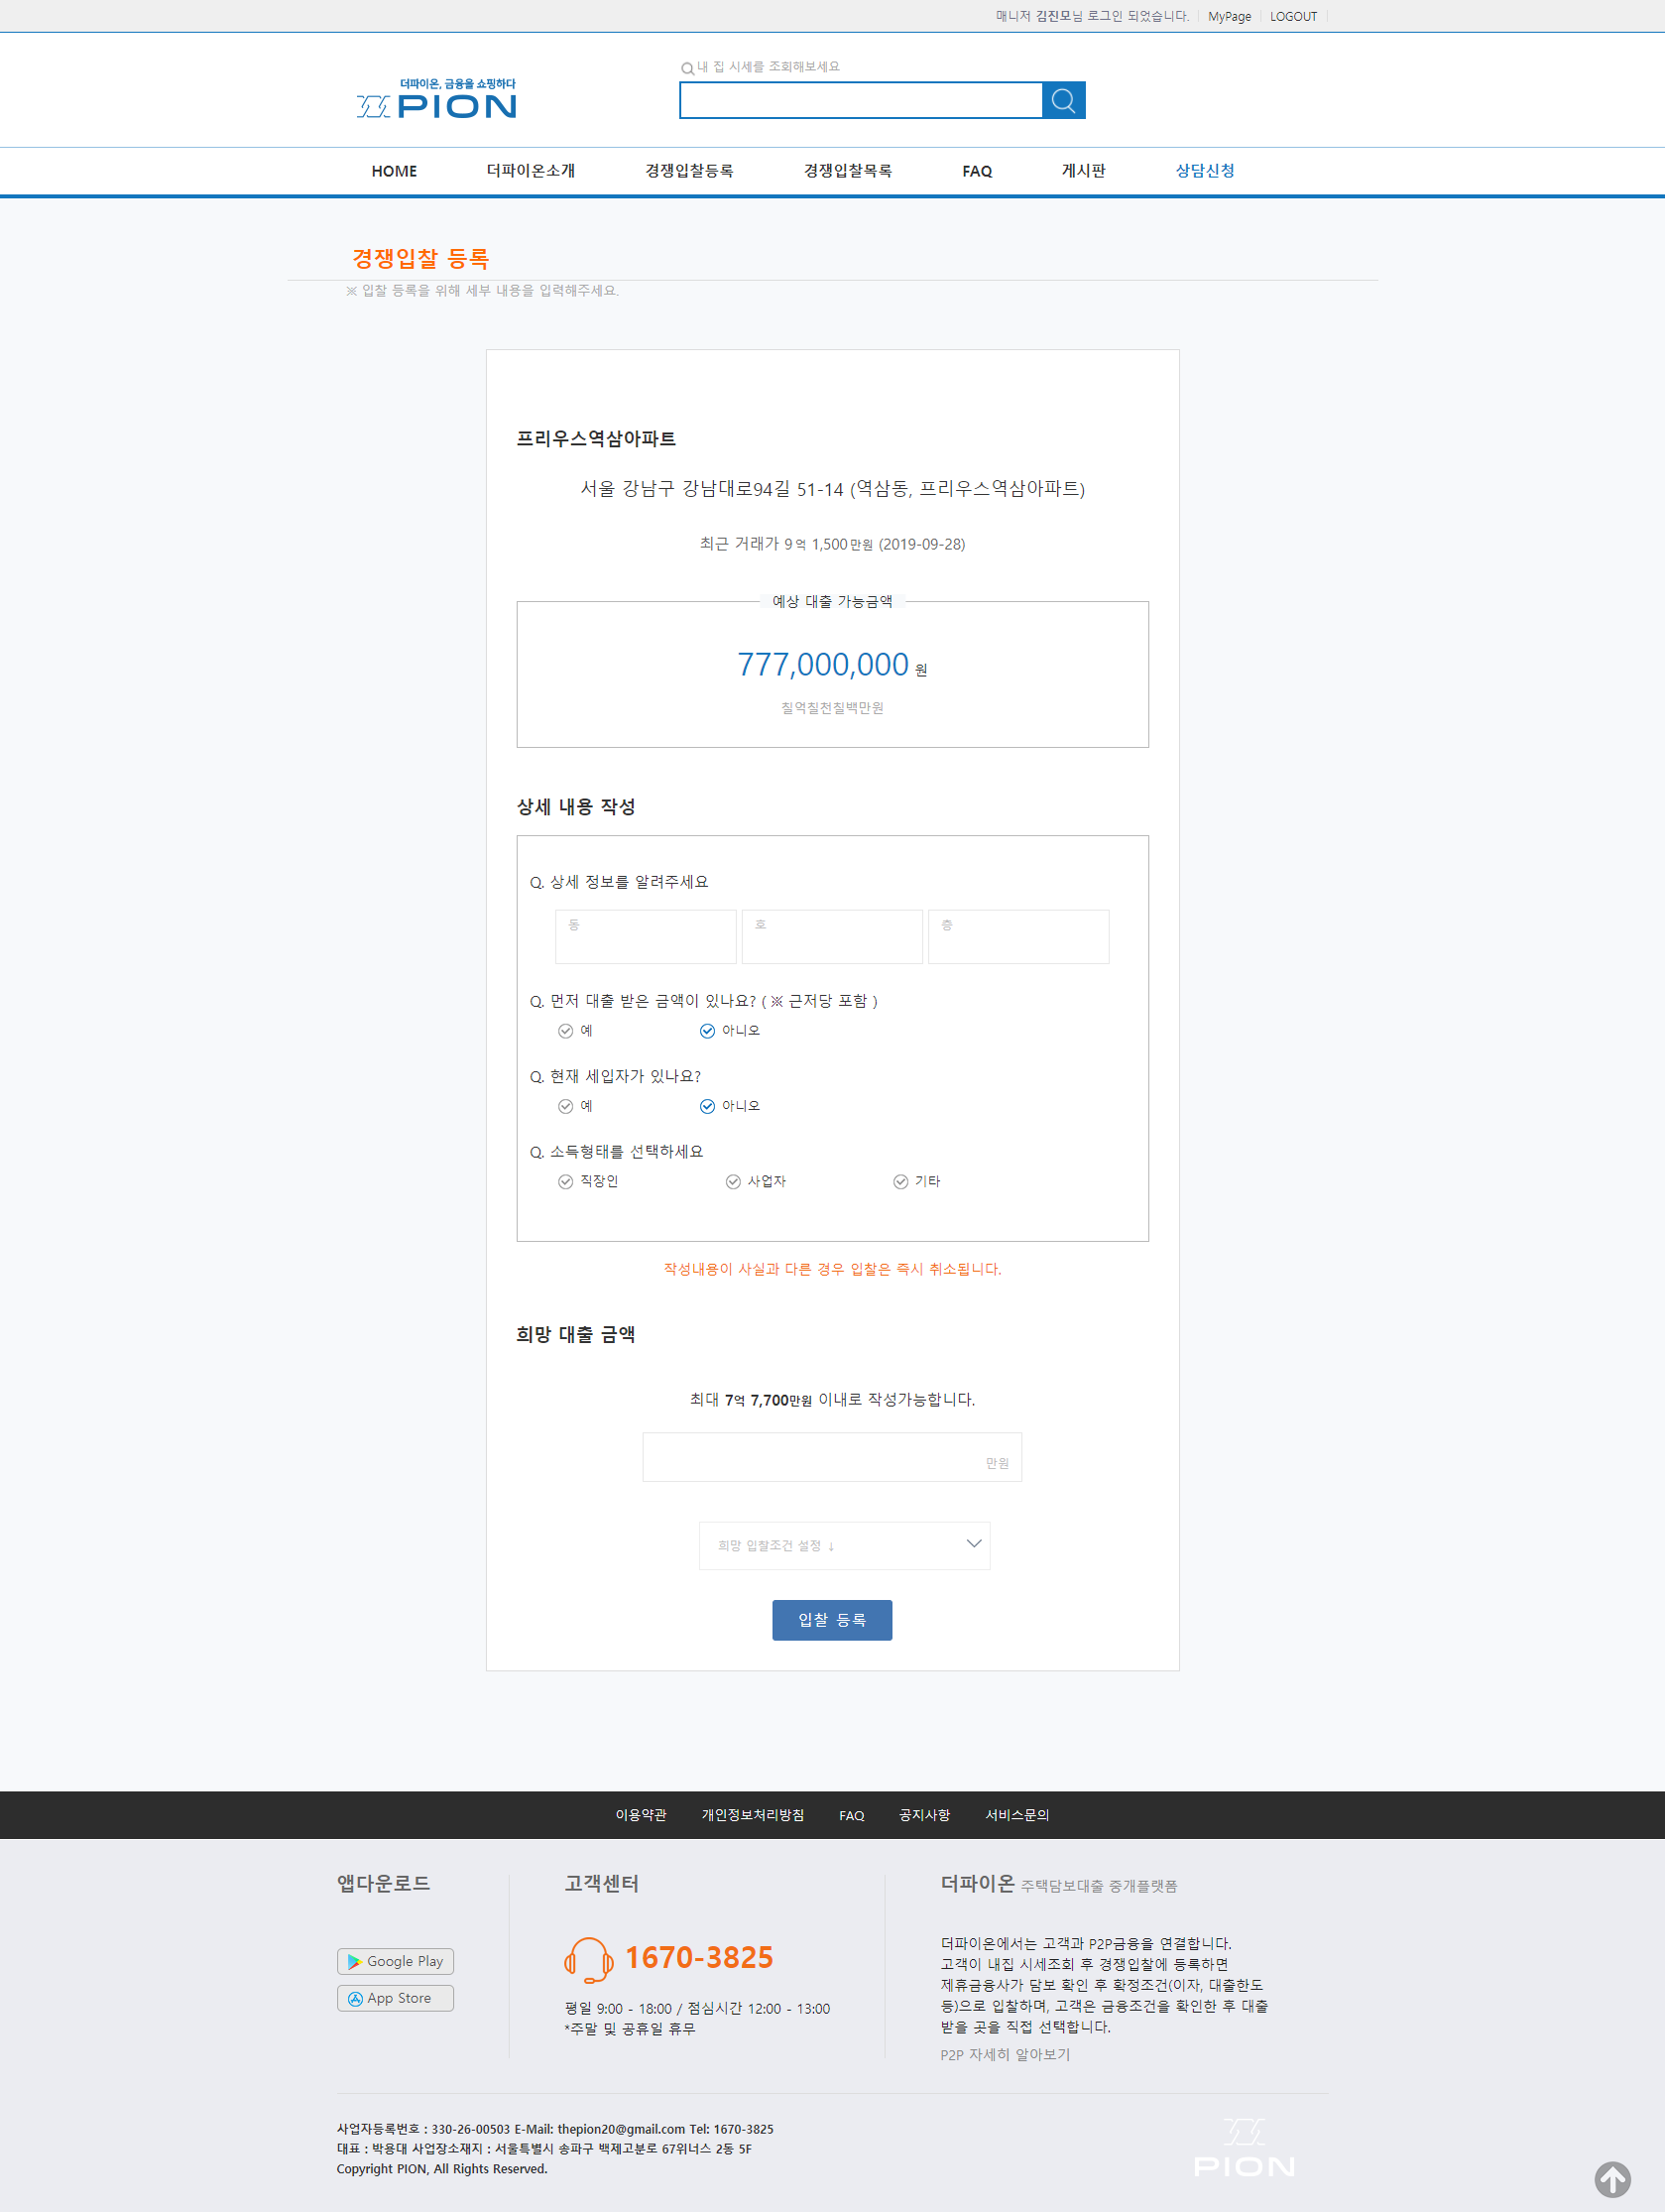 매니저 김진모님 로그인 되었습니다. MyPage LOGOUT
내 집 시세를 조회해보세요
더파이온, 금융을 쇼핑하다
PION
HOME 더파이온소개 경쟁입찰등록 경쟁입찰목록 FAQ 게시판 상담신청
경쟁입찰 등록
※ 입찰 등록을 위해 세부 내용을 입력해주세요.
프리우스역삼아파트
서울 강남구 강남대로94길 51-14 (역삼동, 프리우스역삼아파트)
최근 거래가 9억 1,500만원 (2019-09-28)
예상 대출 가능금액
777,000,000 원
칠억칠천칠백만원
상세 내용 작성
Q. 상세 정보를 알려주세요
동 호 층
Q. 먼저 대출 받은 금액이 있나요? ( ※ 근저당 포함 )
예 아니오
Q. 현재 세입자가 있나요?
예 아니오
Q. 소득형태를 선택하세요
직장인 사업자 기타
작성내용이 사실과 다른 경우 입찰은 즉시 취소됩니다.
희망 대출 금액
최대 7억 7,700만원 이내로 작성가능합니다.
만원
희망 입찰조건 설정 ↓
입찰 등록
이용약관 개인정보처리방침 FAQ 공지사항 서비스문의
앱다운로드
Google Play
App Store
고객센터
1670-3825
평일 9:00 - 18:00 / 점심시간 12:00 - 13:00
*주말 및 공휴일 휴무
더파이온 주택담보대출 중개플랫폼
더파이온에서는 고객과 P2P금융을 연결합니다.
고객이 내집 시세조회 후 경쟁입찰에 등록하면
제휴금융사가 담보 확인 후 확정조건(이자, 대출한도
등)으로 입찰하며, 고객은 금융조건을 확인한 후 대출
받을 곳을 직접 선택합니다.
P2P 자세히 알아보기
사업자등록번호 : 330-26-00503 E-Mail: thepion20@gmail.com Tel: 1670-3825
대표 : 박용대 사업장소재지 : 서울특별시 송파구 백제고분로 67위너스 2동 5F
Copyright PION, All Rights Reserved.
PION